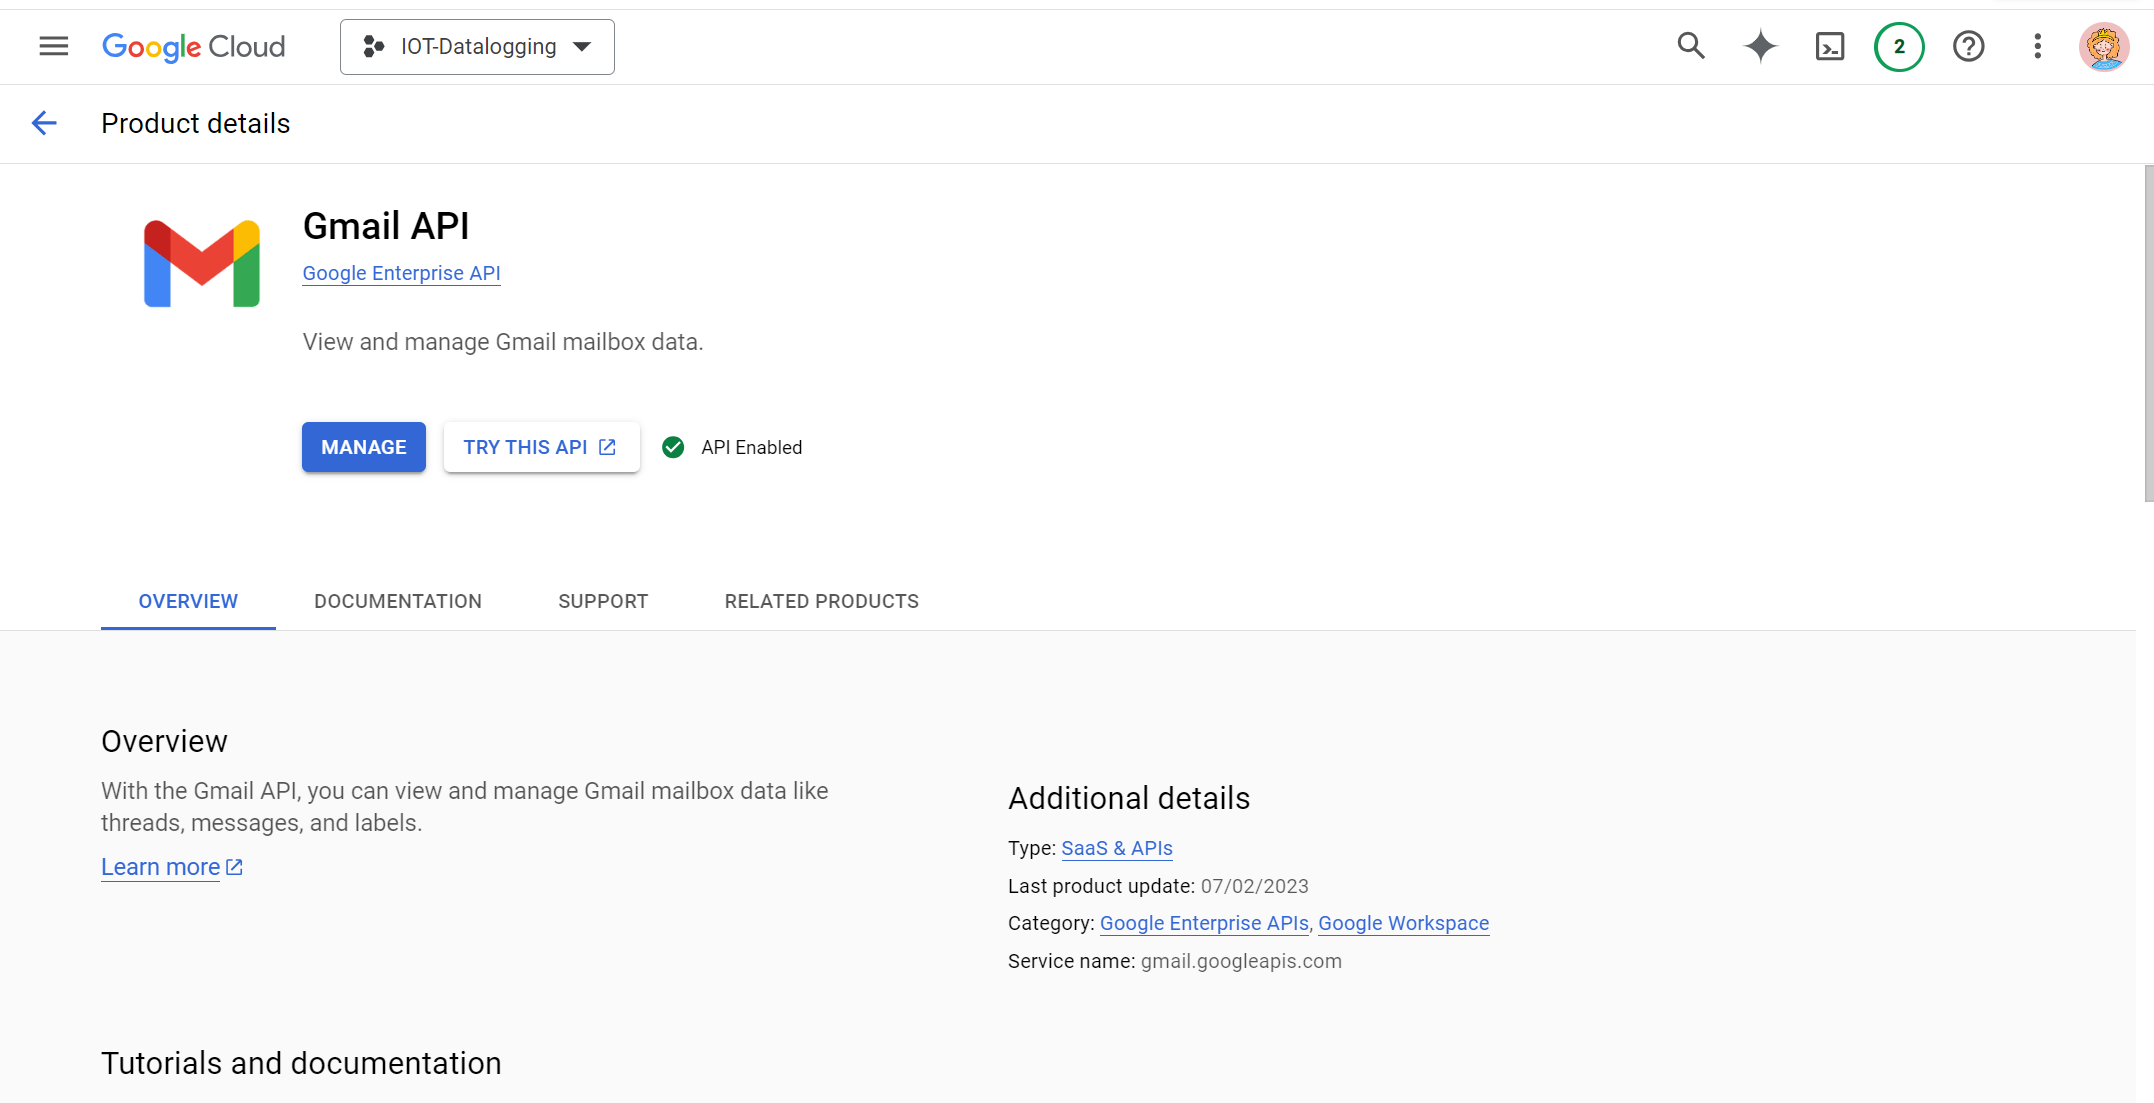 Google Cloud
IOT-Datalogging
2
Product details
Gmail API
Google Enterprise API
View and manage Gmail mailbox data.
MANAGE
TRY THIS API
API Enabled
OVERVIEW
DOCUMENTATION
SUPPORT
RELATED PRODUCTS
Overview
With the Gmail API, you can view and manage Gmail mailbox data like
threads, messages, and labels.
Learn more
Additional details
Type: SaaS & APIs
Last product update: 07/02/2023
Category: Google Enterprise APIs, Google Workspace
Service name: gmail.googleapis.com
Tutorials and documentation